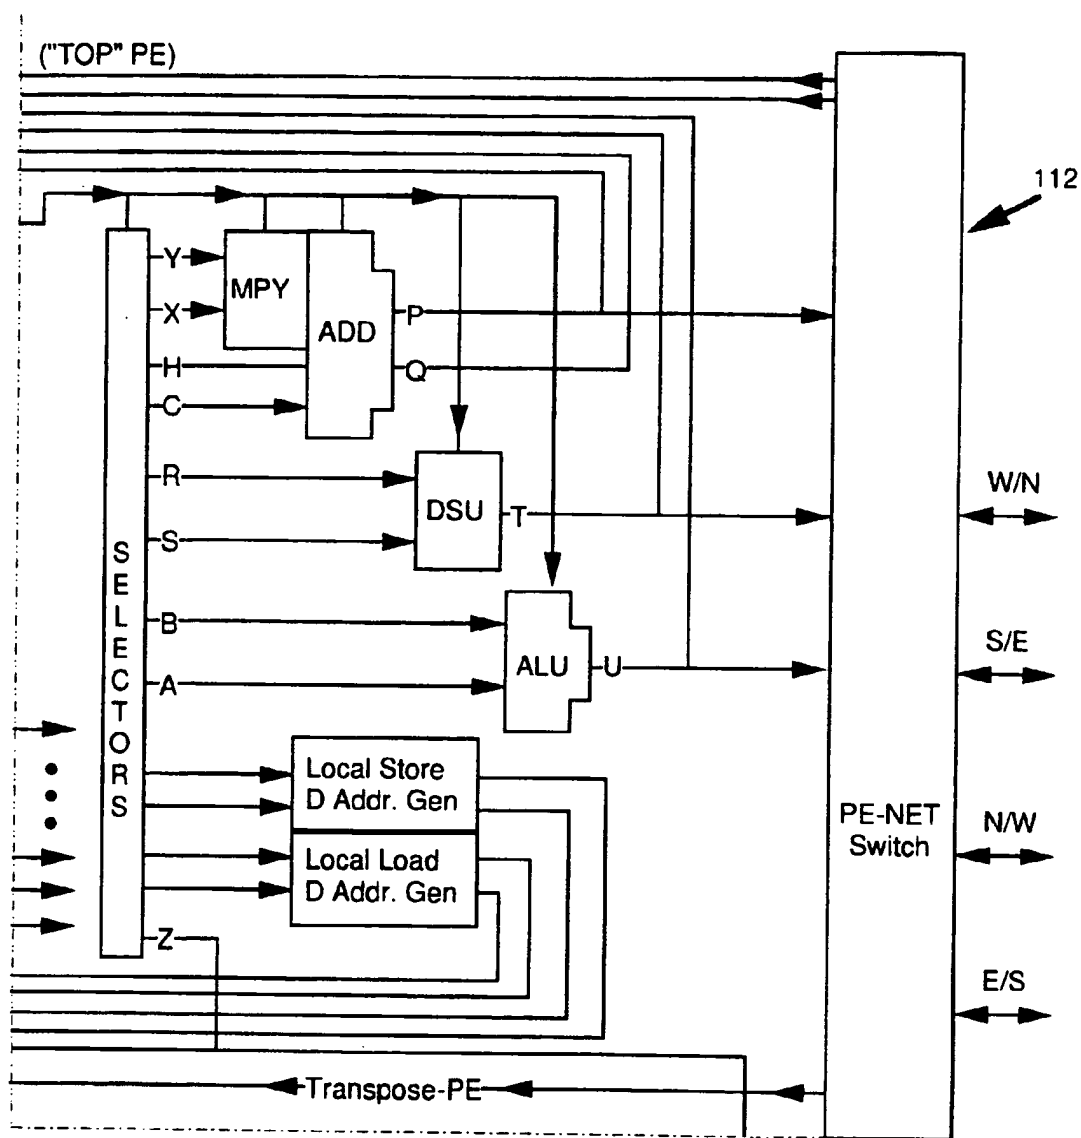 ("TOP" PE)
112
Y
MPY
X
ADD
P
H
Q
C
R
DSU
T
S
W/N
SELECTORS
B
ALU
U
A
S/E
Local Store
D Addr. Gen
Local Load
D Addr. Gen
PE-NET
Switch
N/W
Z
E/S
Transpose-PE